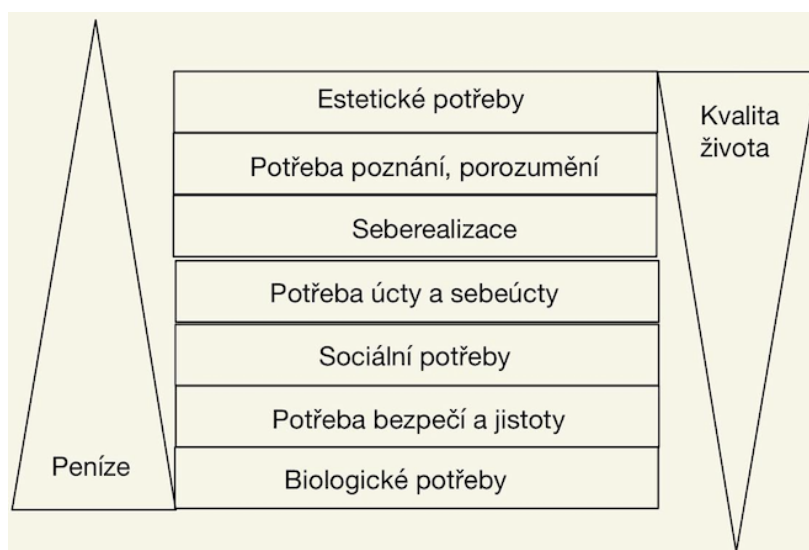 Estetické potřeby
Kvalita
života
Potřeba poznání, porozumění
Seberealizace
Potřeba úcty a sebeúcty
Sociální potřeby
Potřeba bezpečí a jistoty
Peníze
Biologické potřeby